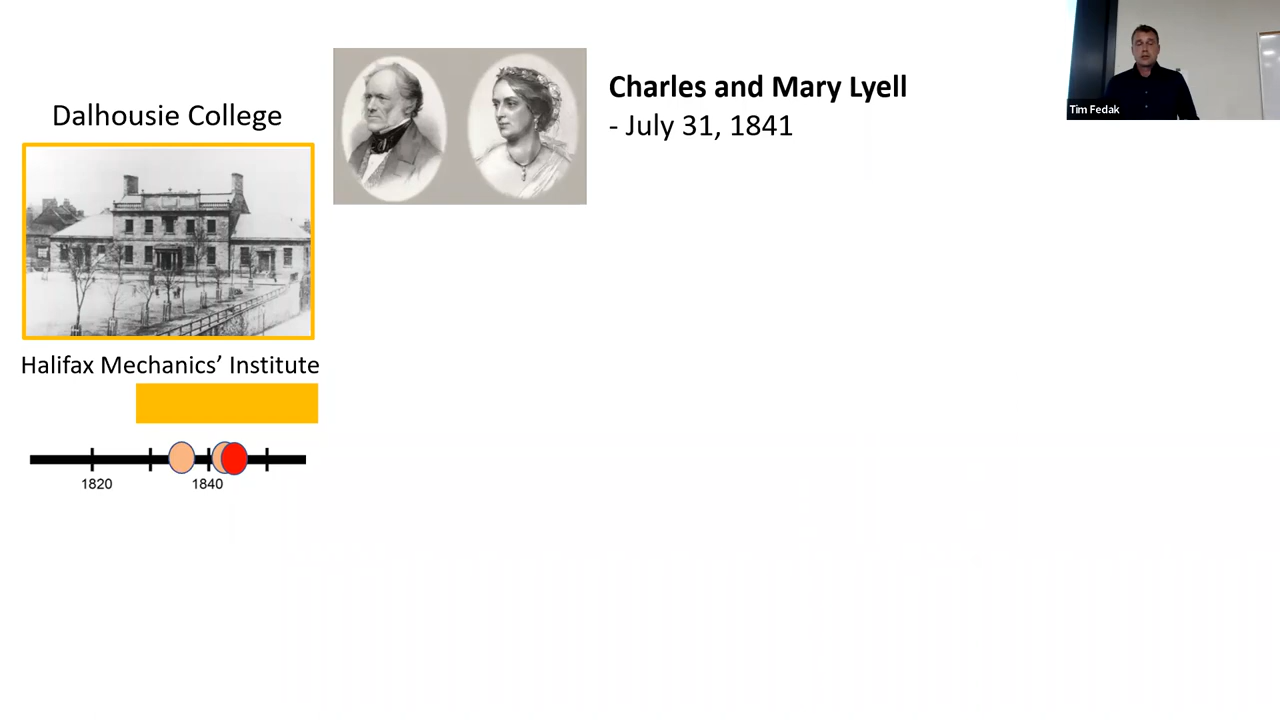 Dalhousie College
Charles and Mary Lyell
- July 31, 1841
Tim Fedak
Halifax Mechanics’ Institute
1820
1840